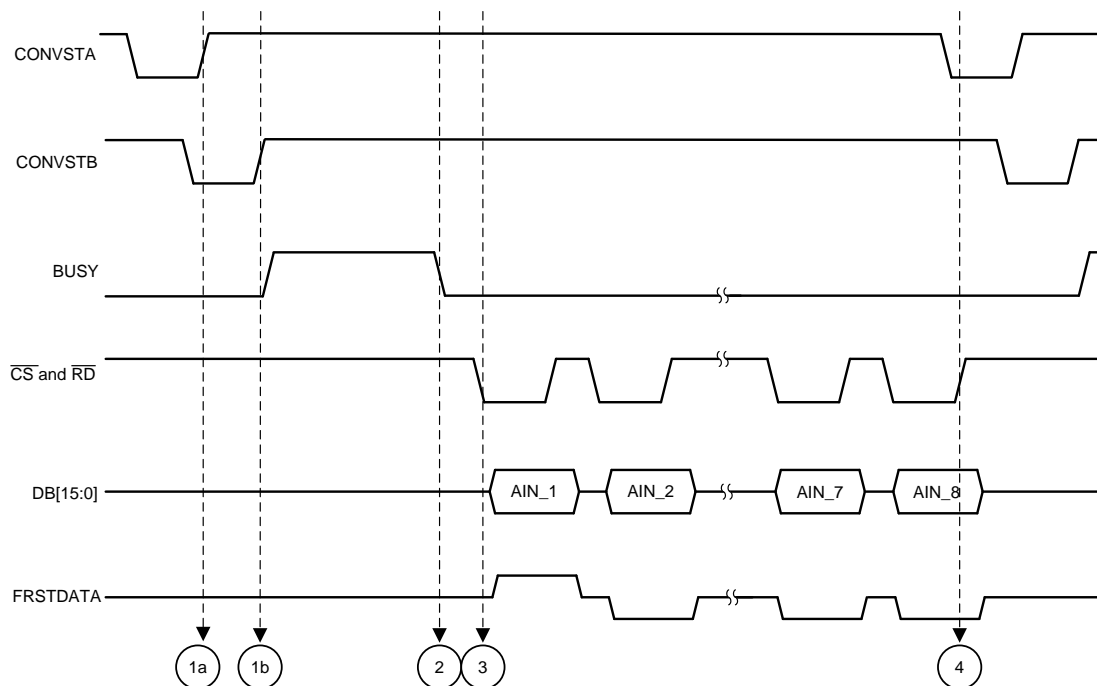 CONVSTA
CONVSTB
BUSY
CS and RD
DB[15:0]
AIN_1
AIN_2
AIN_7
AIN_8
FRSTDATA
1a
1b
2
3
4